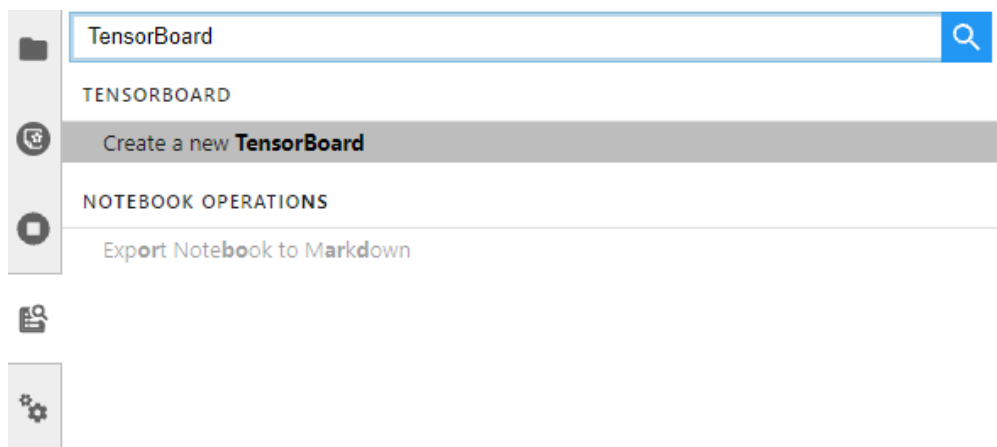 TensorBoard
TENSORBOARD
Create a new TensorBoard
NOTEBOOK OPERATIONS
Export Notebook to Markdown